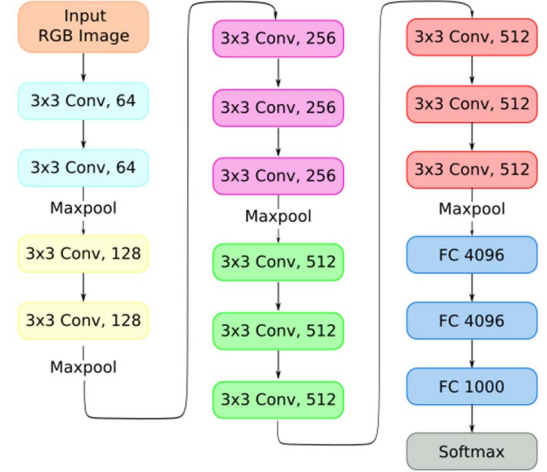 Input
RGB Image
3x3 Conv, 64
3x3 Conv, 64
Maxpool
3x3 Conv, 128
3x3 Conv, 128
Maxpool
3x3 Conv, 256
3x3 Conv, 256
3x3 Conv, 256
Maxpool
3x3 Conv, 512
3x3 Conv, 512
3x3 Conv, 512
3x3 Conv, 512
3x3 Conv, 512
3x3 Conv, 512
Maxpool
FC 4096
FC 4096
FC 1000
Softmax